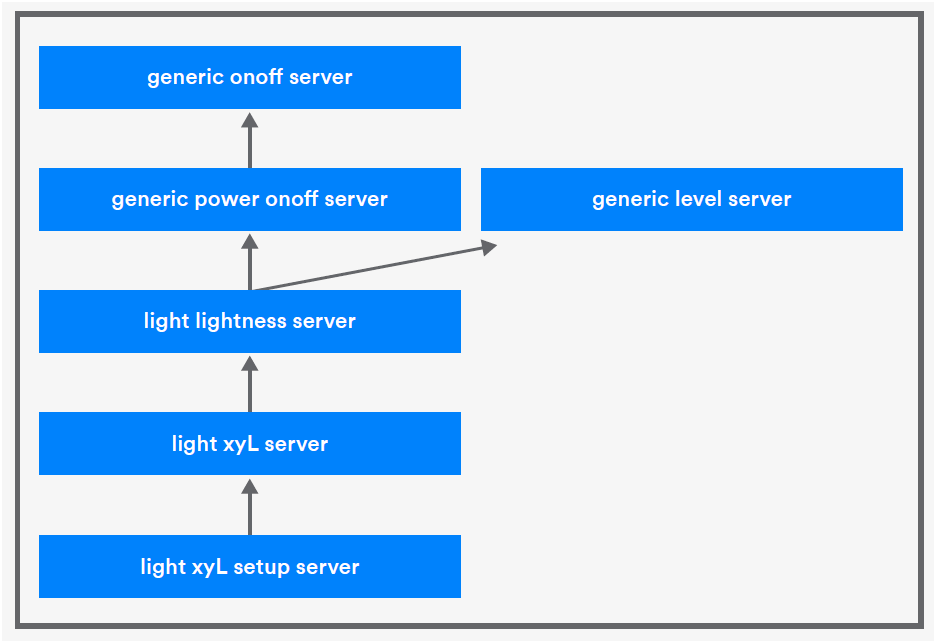 generic onoff server
generic power onoff server
generic level server
light lightness server
light xyL server
light xyL setup server